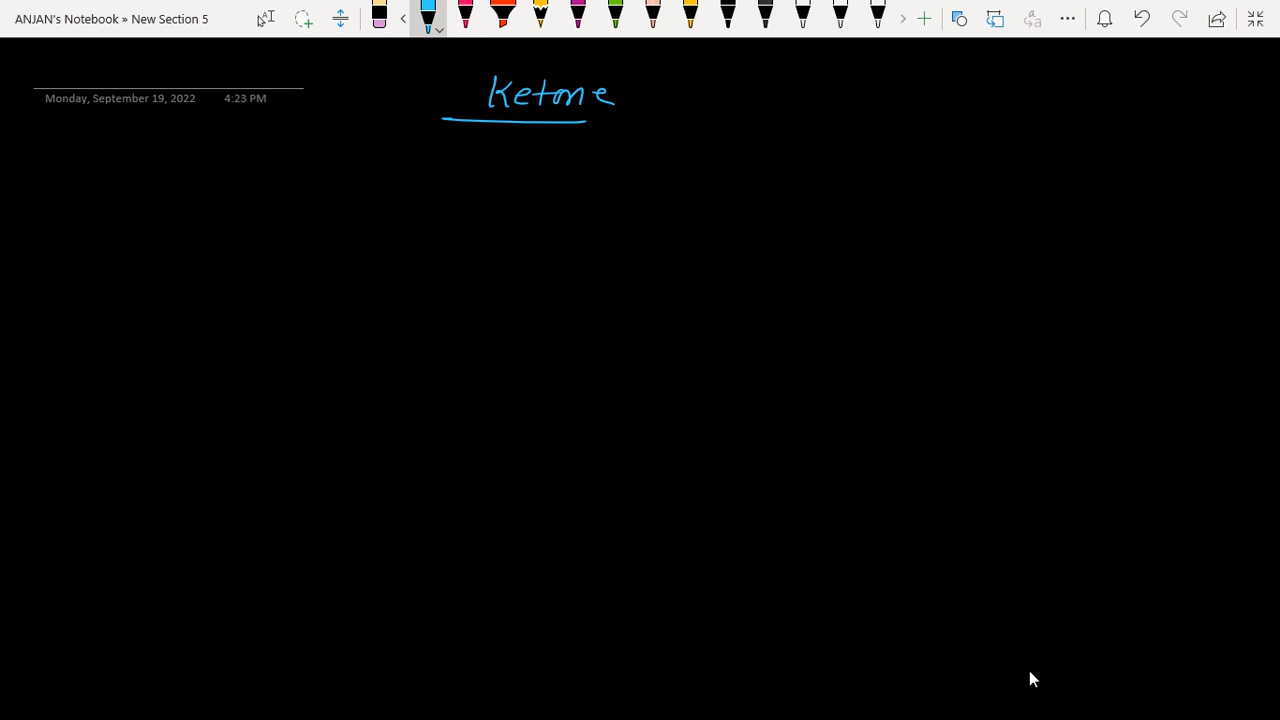 ANJAN's Notebook » New Section 5
Ketone
Monday, September 19, 2022 4:23 PM